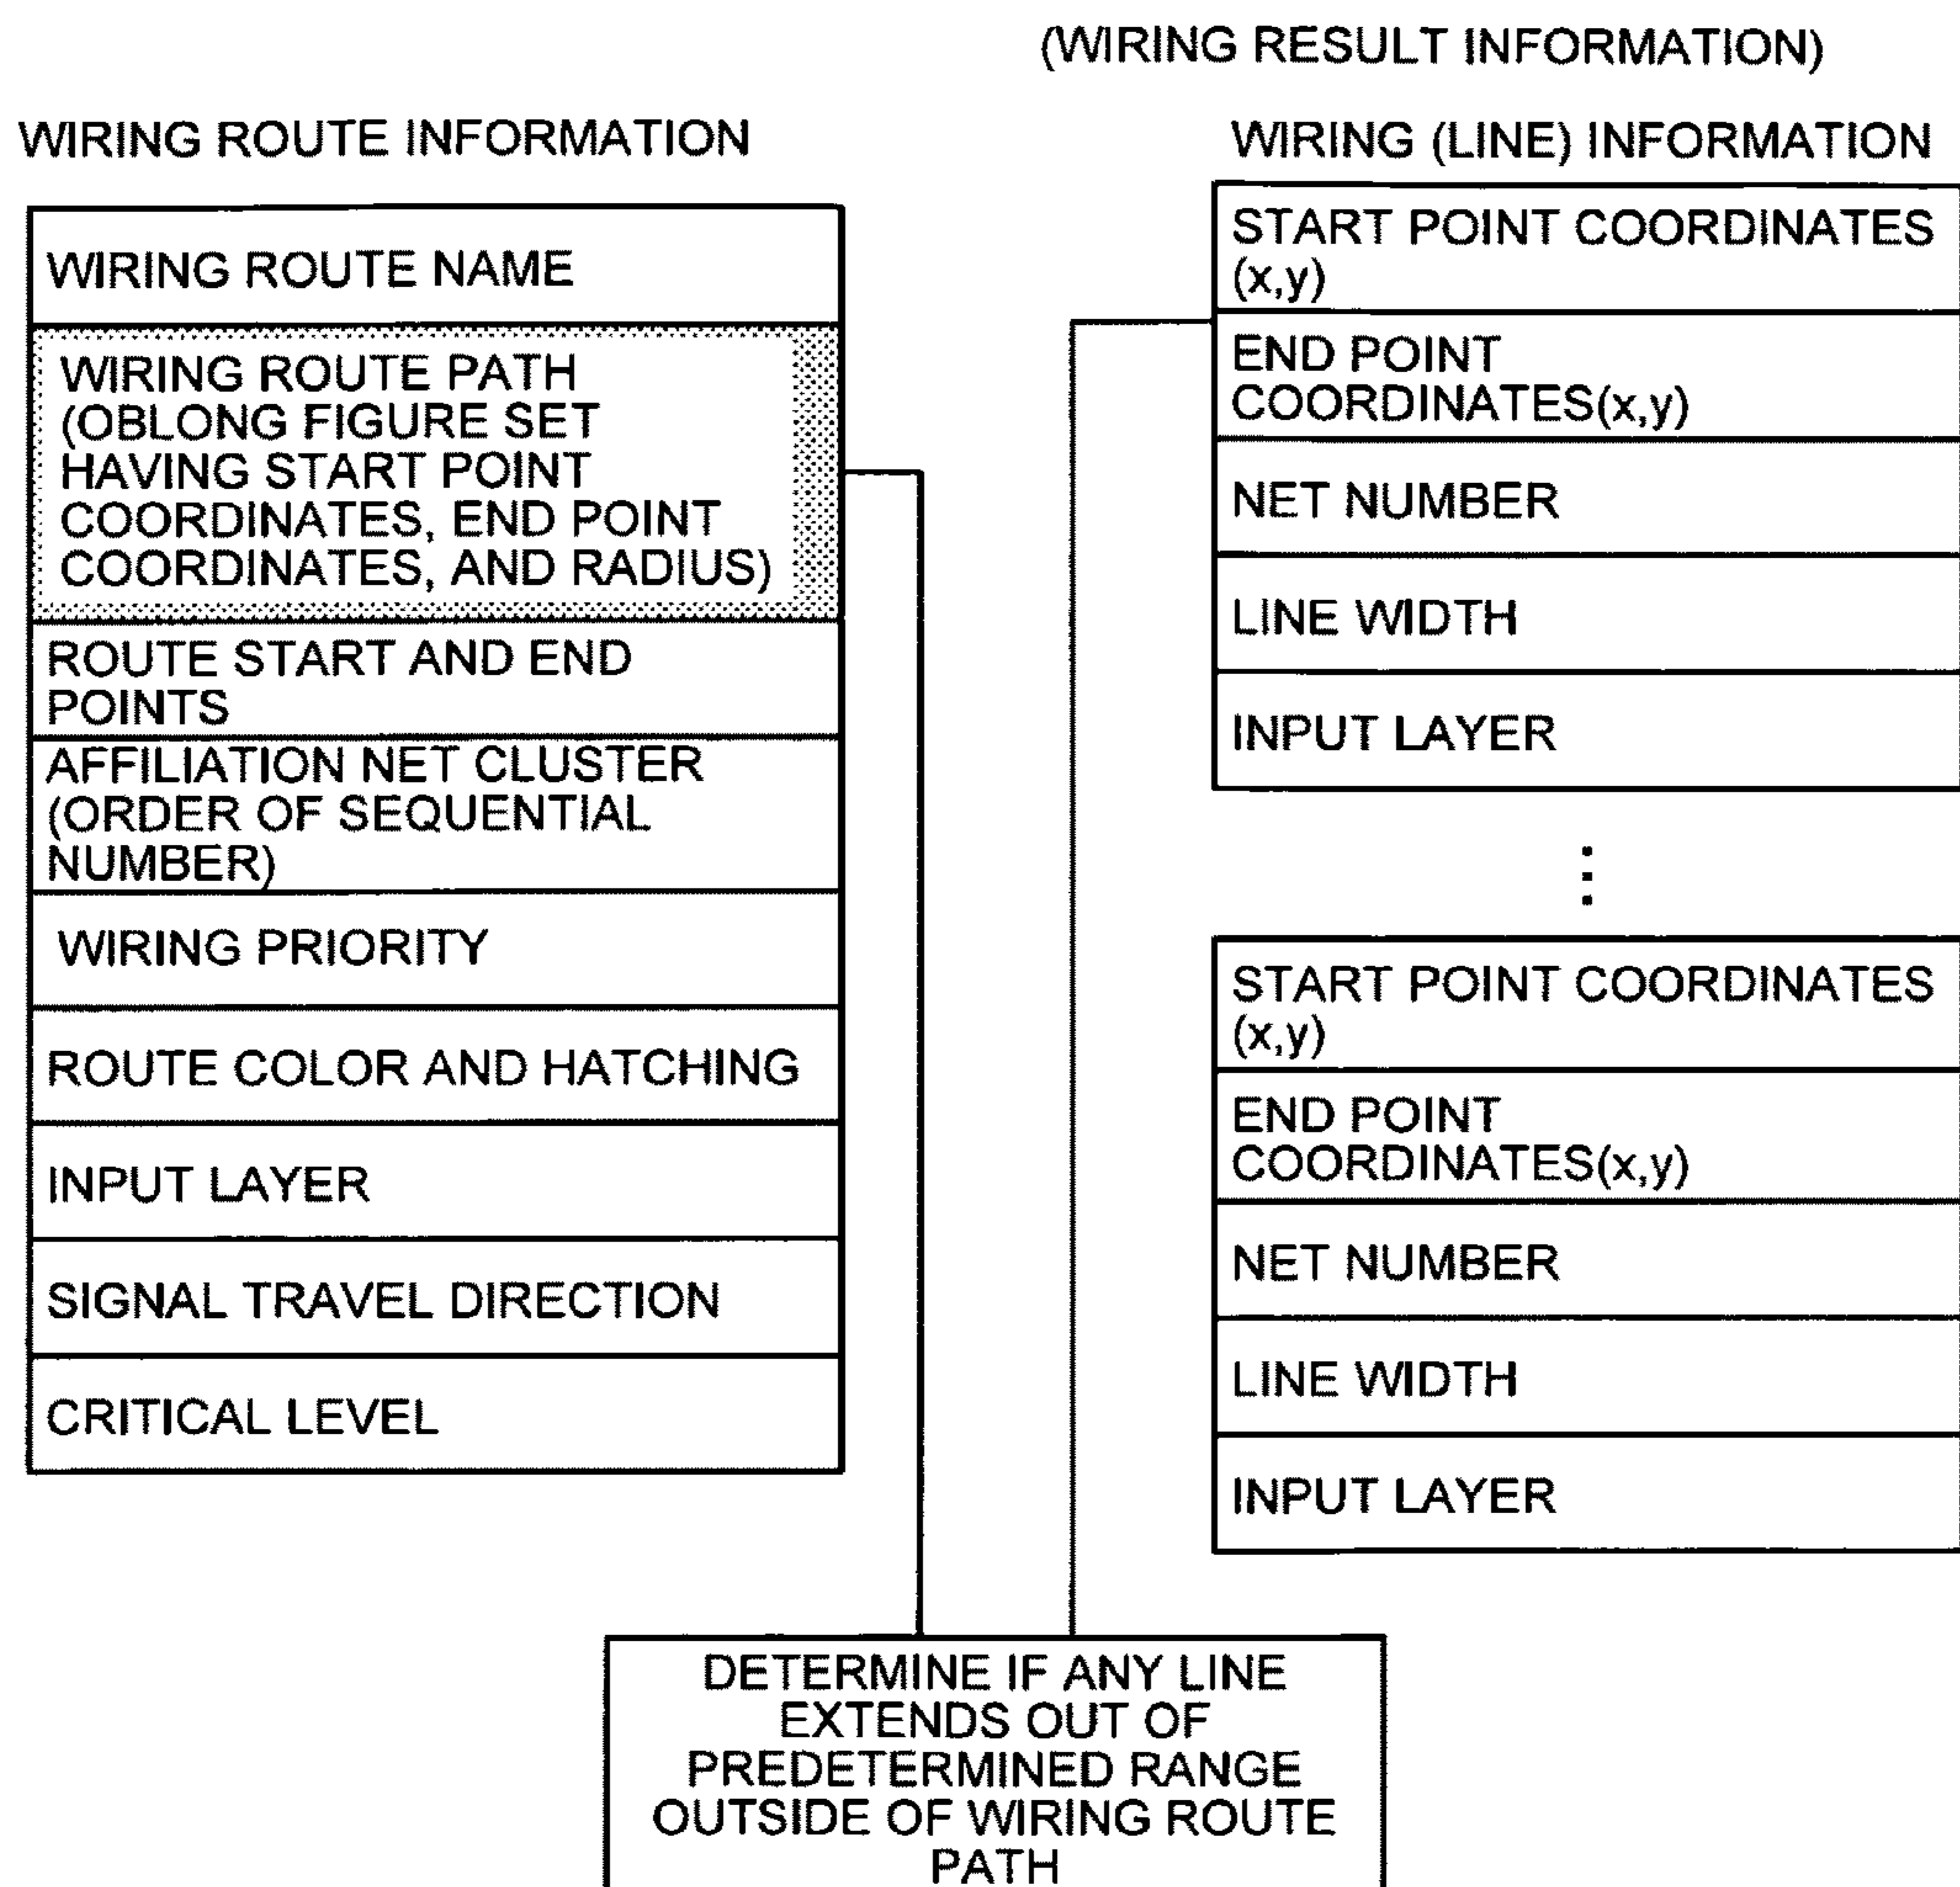 (WIRING RESULT INFORMATION)
WIRING ROUTE INFORMATION
WIRING ROUTE NAME
WIRING ROUTE PATH
(OBLONG FIGURE SET
HAVING START POINT
COORDINATES, END POINT
COORDINATES, AND RADIUS)
ROUTE START AND END
POINTS
AFFILIATION NET CLUSTER
(ORDER OF SEQUENTIAL
NUMBER)
WIRING PRIORITY
ROUTE COLOR AND HATCHING
INPUT LAYER
SIGNAL TRAVEL DIRECTION
CRITICAL LEVEL
WIRING (LINE) INFORMATION
START POINT COORDINATES
(x,y)
END POINT
COORDINATES(x,y)
NET NUMBER
LINE WIDTH
INPUT LAYER
⋮
START POINT COORDINATES
(x,y)
END POINT
COORDINATES(x,y)
NET NUMBER
LINE WIDTH
INPUT LAYER
DETERMINE IF ANY LINE
EXTENDS OUT OF
PREDETERMINED RANGE
OUTSIDE OF WIRING ROUTE
PATH